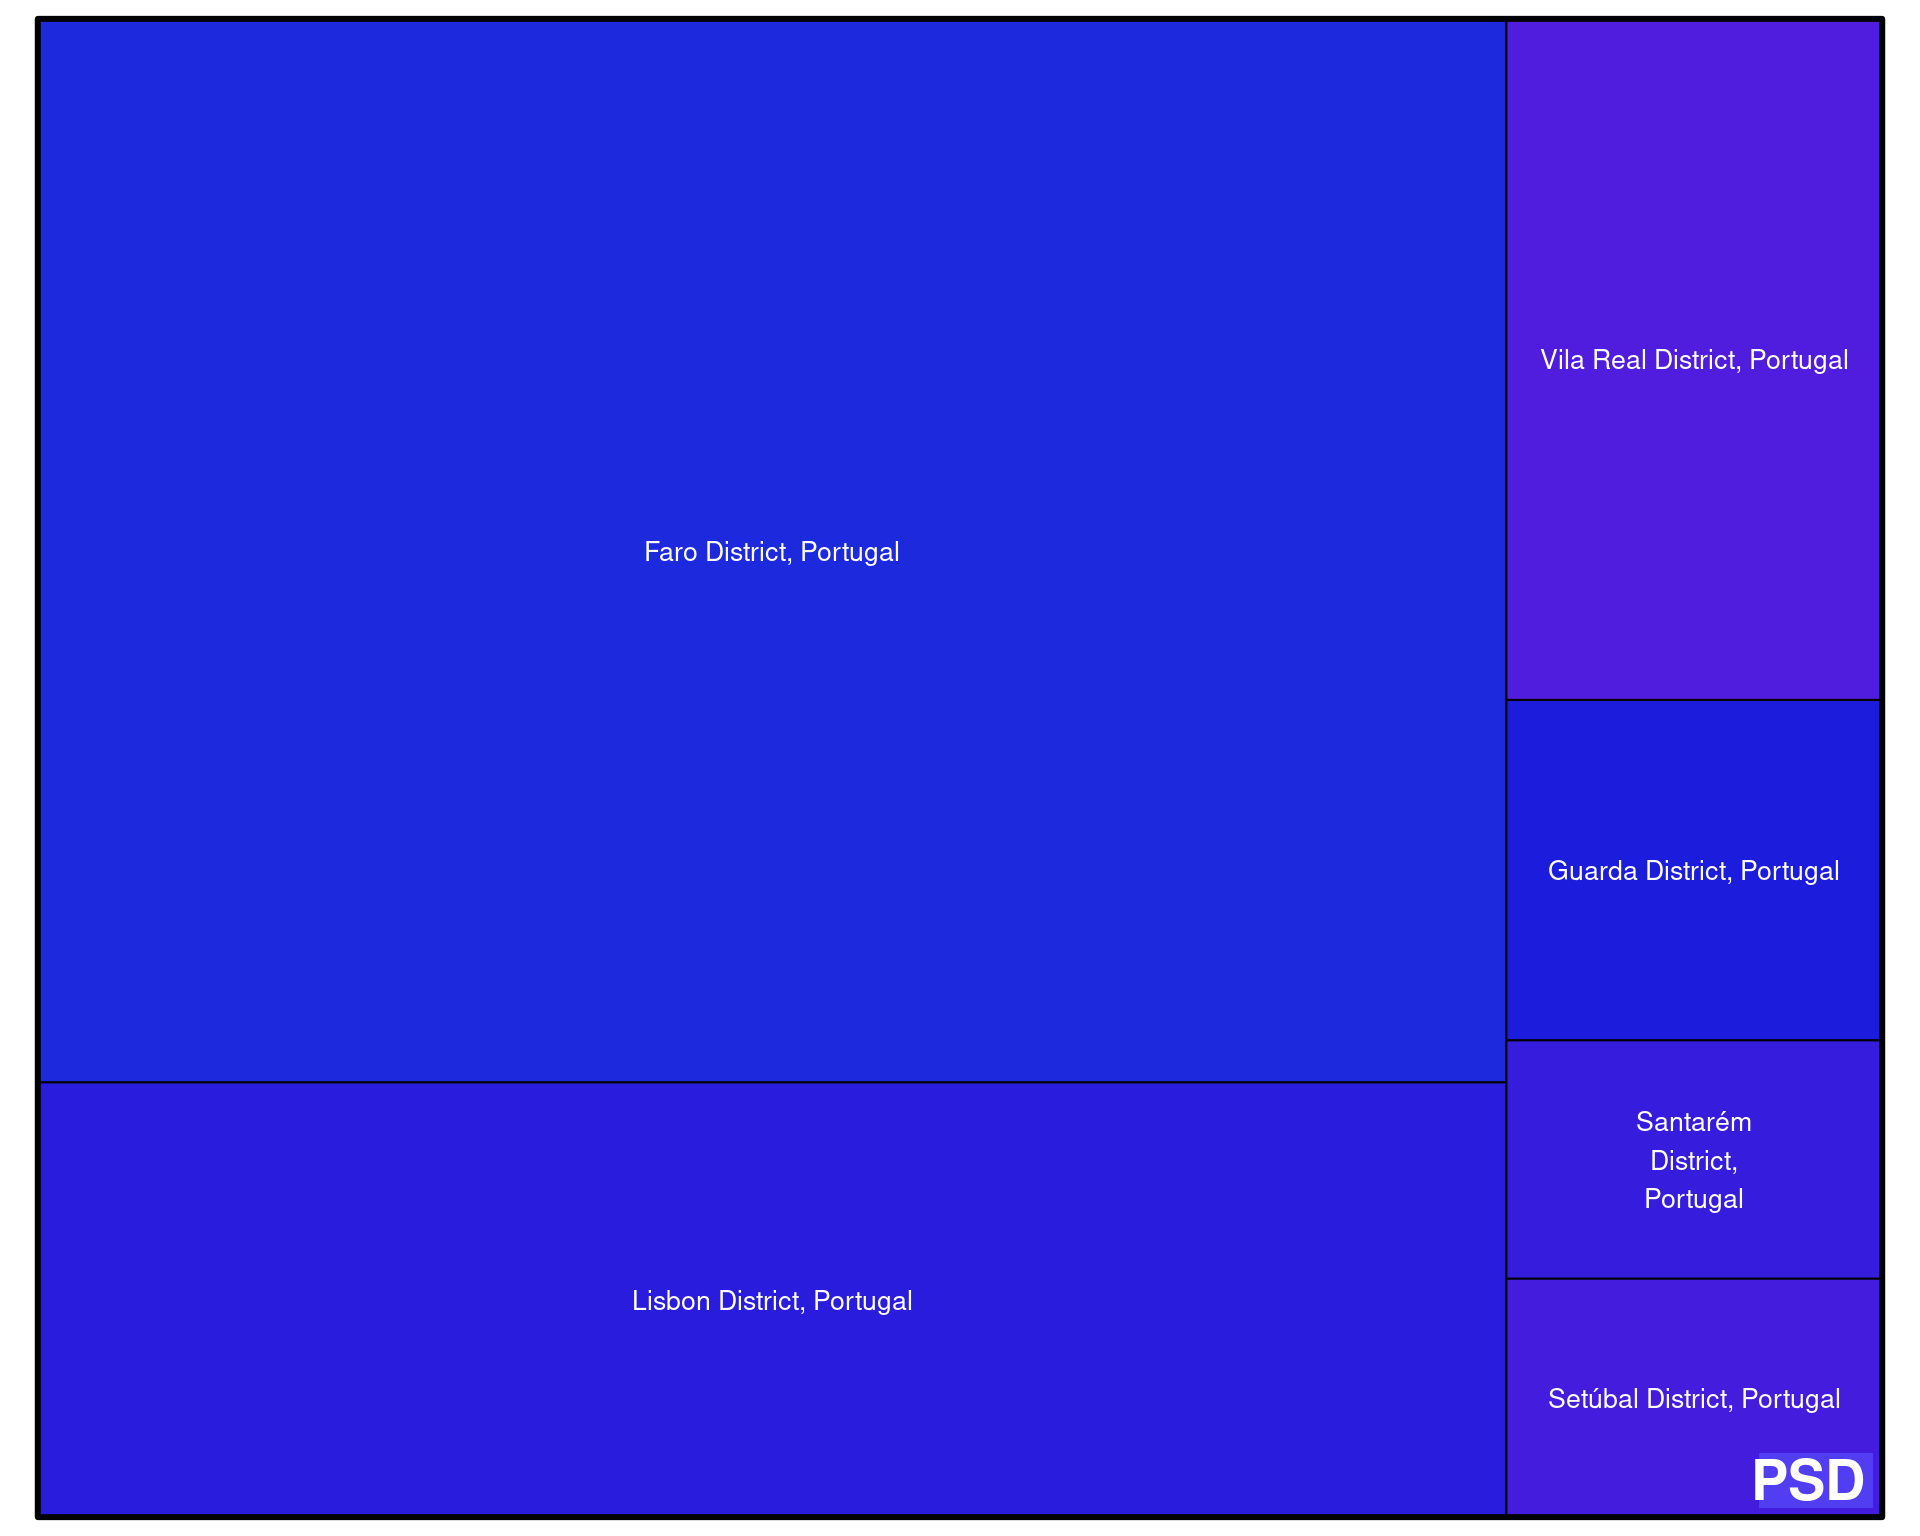 Vila Real District, Portugal
Faro District, Portugal
Guarda District, Portugal
Santarém
District,
Portugal
Lisbon District, Portugal
Setúbal District, Portugal
PSD